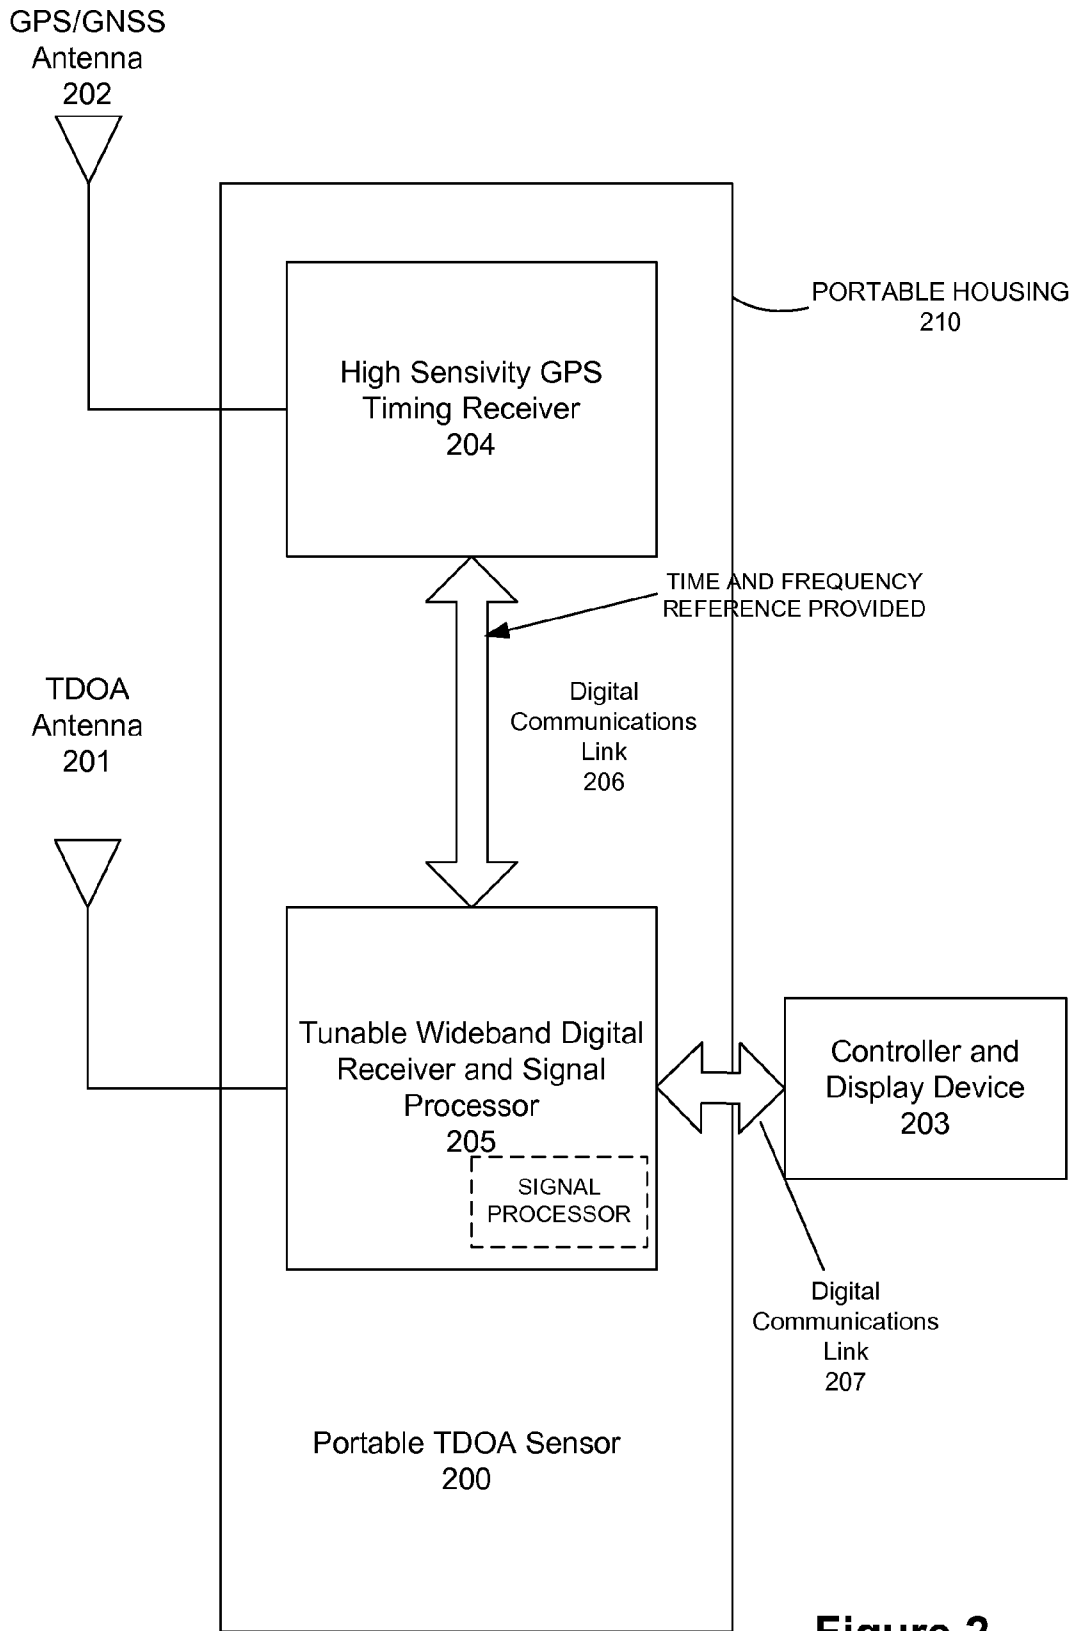 GPS/GNSS
Antenna
202
PORTABLE HOUSING
210
High Sensivity GPS
Timing Receiver
204
TIME AND FREQUENCY
REFERENCE PROVIDED
Digital
Communications
Link
206
TDOA
Antenna
201
Tunable Wideband Digital
Receiver and Signal
Processor
205
SIGNAL
PROCESSOR
Controller and
Display Device
203
Digital
Communications
Link
207
Portable TDOA Sensor
200
Figure 2